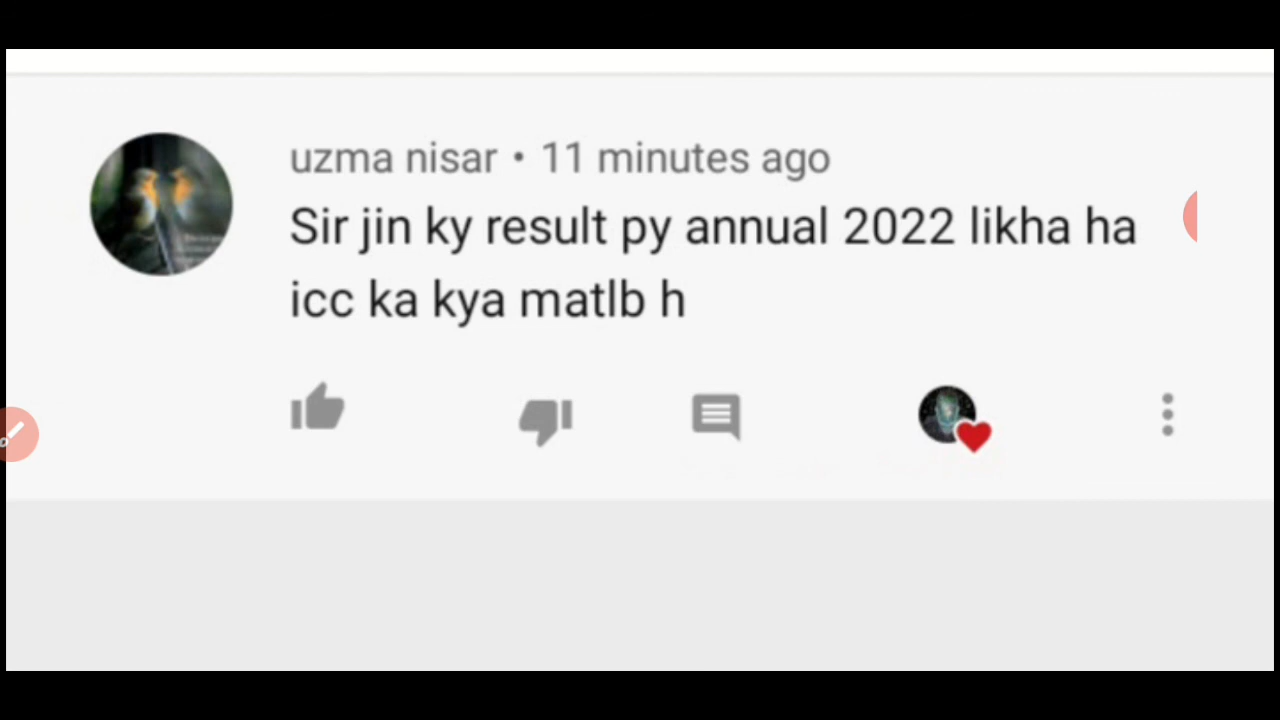 uzma nisar • 11 minutes ago
Sir jin ky result py annual 2022 likha ha
icc ka kya matlb h